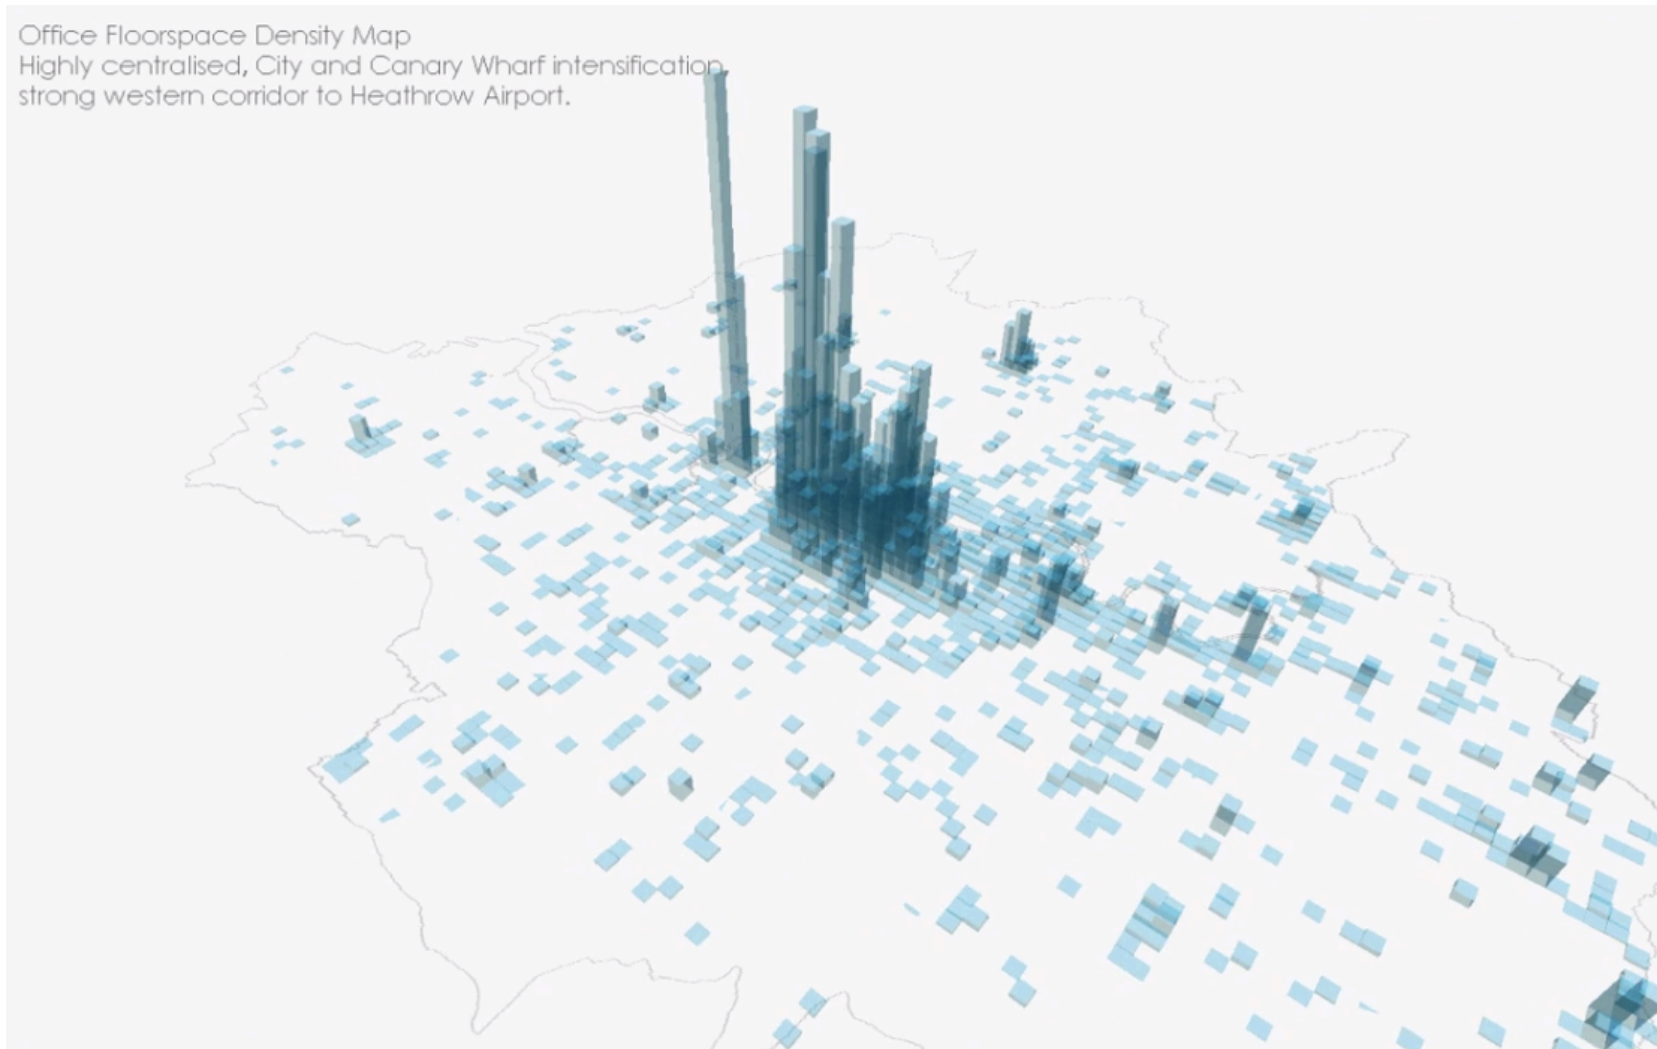 Office Floorspace Density Map
Highly centralised, City and Canary Wharf intensification,
strong western corridor to Heathrow Airport.